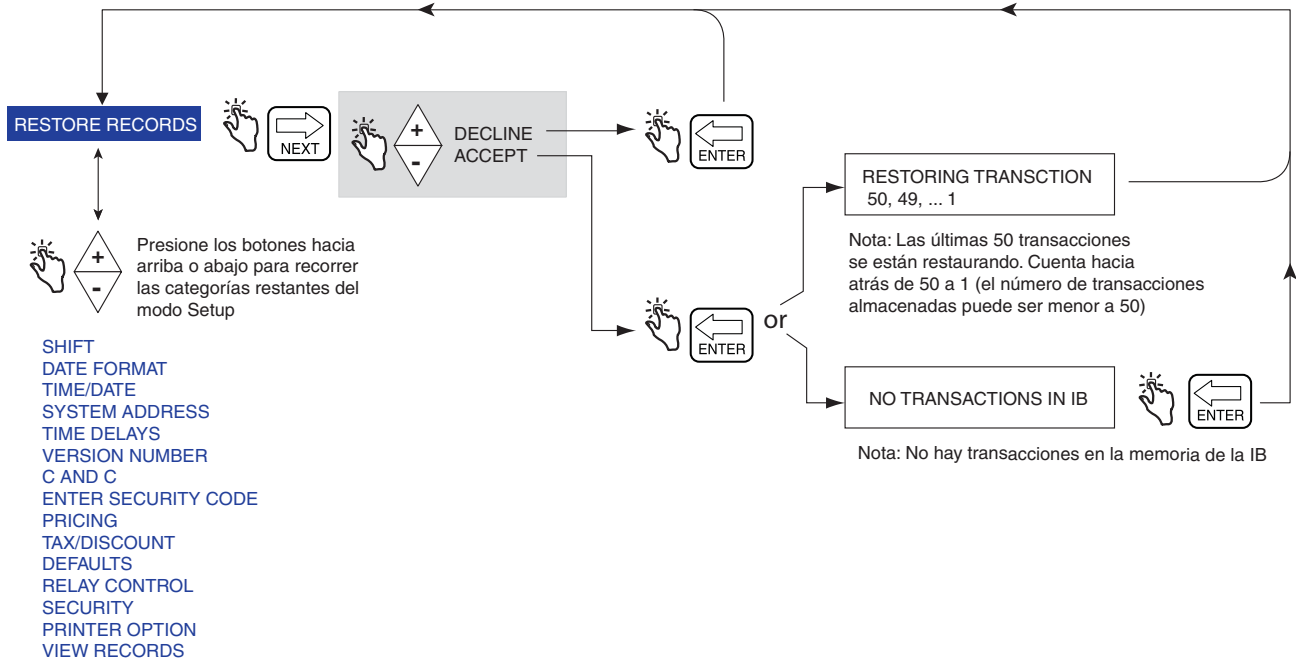 RESTORE RECORDS
NEXT
+
-
DECLINE
ACCEPT
ENTER
+
-
Presione los botones hacia
arriba o abajo para recorrer
las categorías restantes del
modo Setup
SHIFT
DATE FORMAT
TIME/DATE
SYSTEM ADDRESS
TIME DELAYS
VERSION NUMBER
C AND C
ENTER SECURITY CODE
PRICING
TAX/DISCOUNT
DEFAULTS
RELAY CONTROL
SECURITY
PRINTER OPTION
VIEW RECORDS
ENTER
or
RESTORING TRANSCTION
50, 49, ... 1
Nota: Las últimas 50 transacciones
se están restaurando. Cuenta hacia
atrás de 50 a 1 (el número de transacciones
almacenadas puede ser menor a 50)
NO TRANSACTIONS IN IB
ENTER
Nota: No hay transacciones en la memoria de la IB